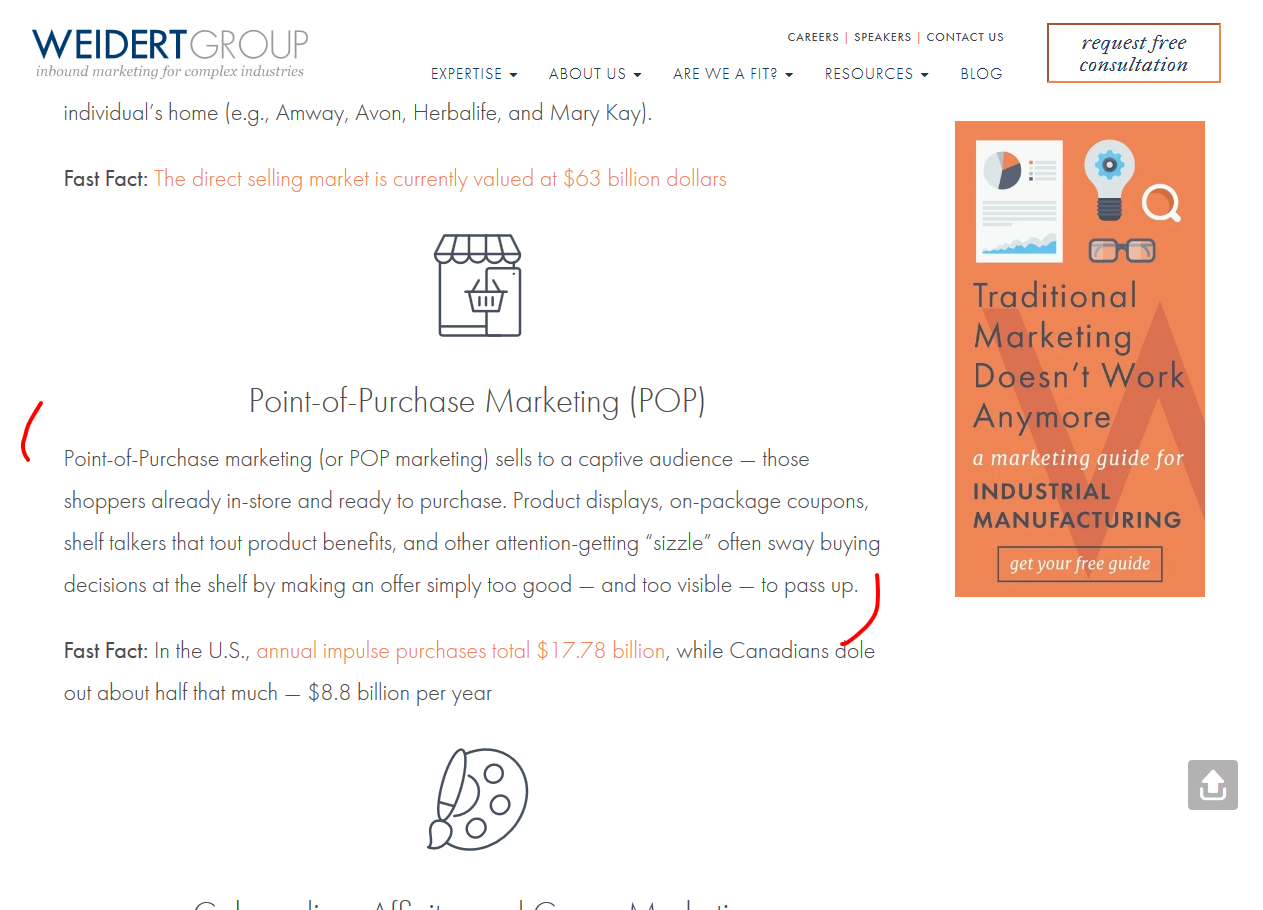 WEIDERTGROUP
inbound marketing for complex industries
CAREERS | SPEAKERS | CONTACT US
EXPERTISE
ABOUT US
ARE WE A FIT?
RESOURCES
BLOG
request free
consultation
individual’s home (e.g., Amway, Avon, Herbalife, and Mary Kay).
Fast Fact: The direct selling market is currently valued at $63 billion dollars
Point-of-Purchase Marketing (POP)
Point-of-Purchase marketing (or POP marketing) sells to a captive audience — those
shoppers already in-store and ready to purchase. Product displays, on-package coupons,
shelf talkers that tout product benefits, and other attention-getting “sizzle” often sway buying
decisions at the shelf by making an offer simply too good — and too visible — to pass up.
Fast Fact: In the U.S., annual impulse purchases total $17.78 billion, while Canadians dole
out about half that much — $8.8 billion per year
Traditional
Marketing
Doesn’t Work
Anymore
a marketing guide for
INDUSTRIAL
MANUFACTURING
get your free guide